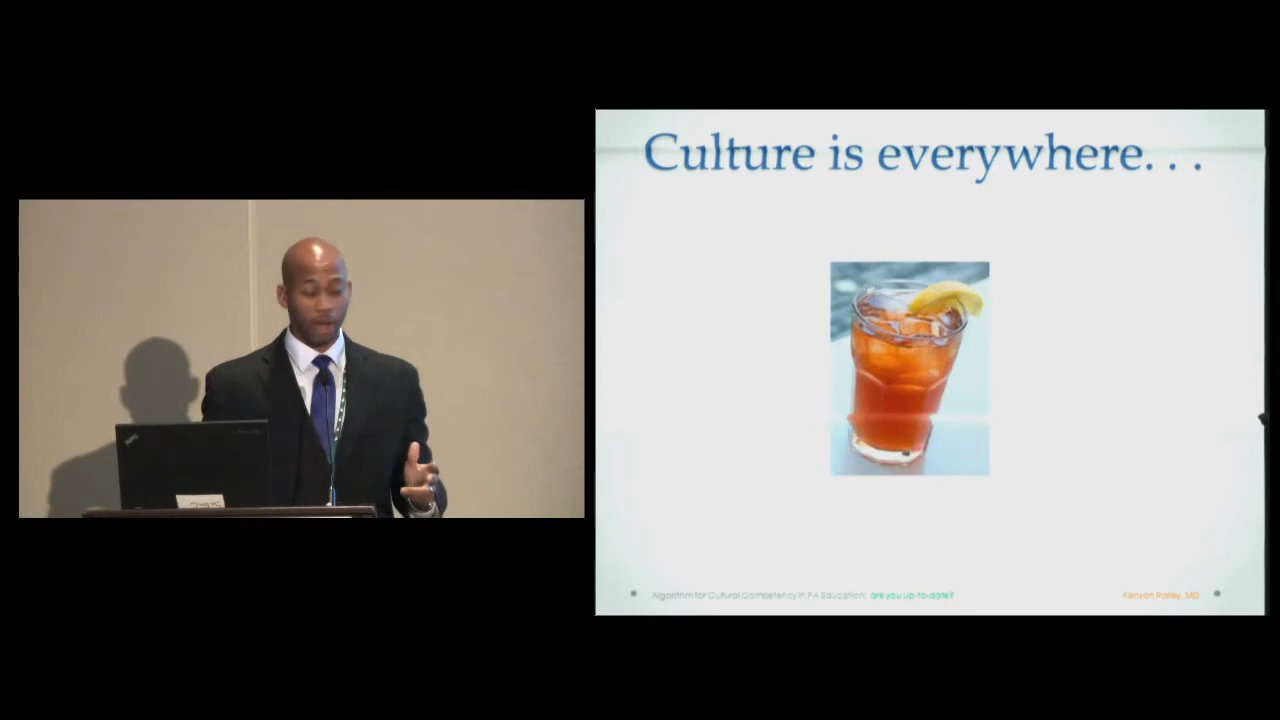 Culture is everywhere. . .
Algorithm for Cultural Competency in PA Education: are you up-to-date?
Kenyon Railey, MD